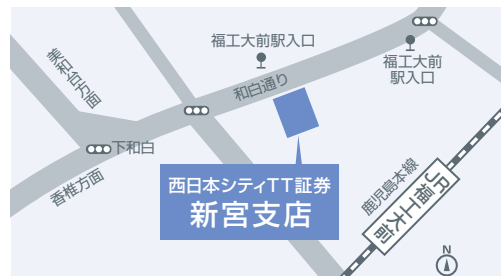 福工大前駅入口
福工大前
駅入口
美和台方面
和白通り
下和白
香椎方面
西日本シティTT証券
新宮支店
鹿児島本線
JR福工大前
N